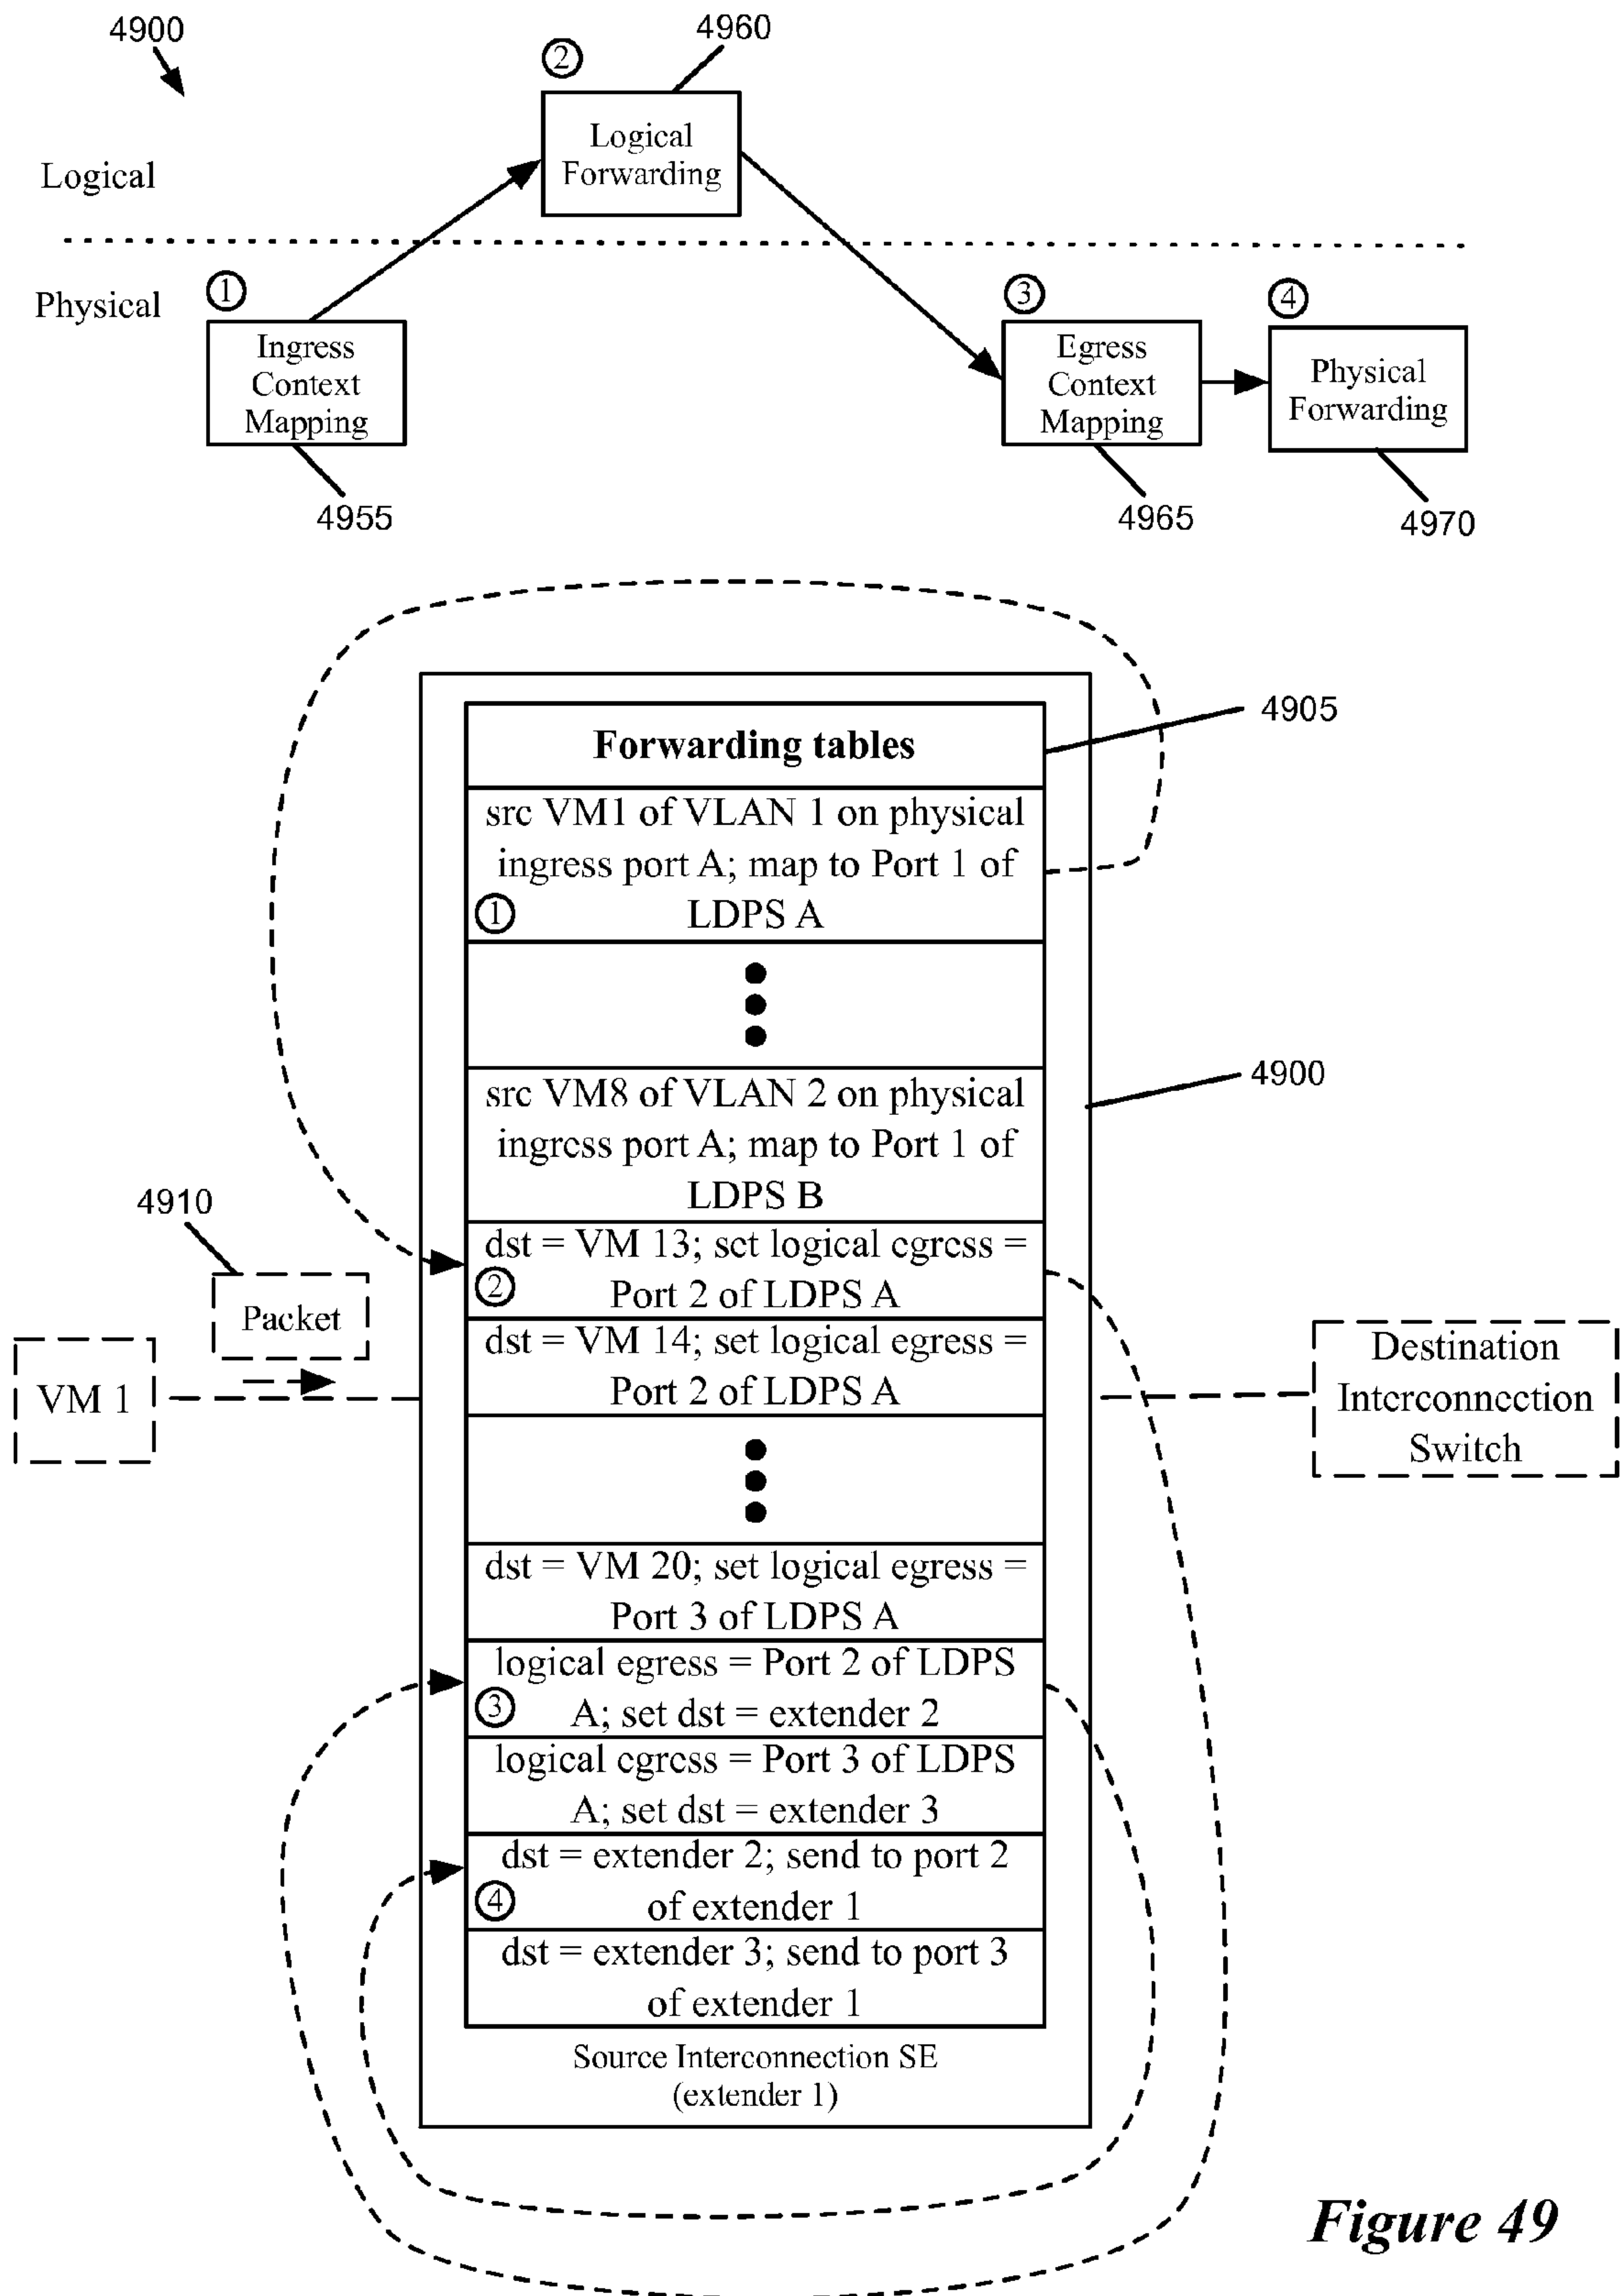 4900
4960
②
Logical
Forwarding
Logical
Physical
①
③
④
Ingress
Context
Mapping
Egress
Context
Mapping
Physical
Forwarding
4955
4965
4970
4905
Forwarding tables
src VM1 of VLAN 1 on physical
ingress port A; map to Port 1 of
① LDPS A
4900
src VM8 of VLAN 2 on physical
ingress port A; map to Port 1 of
LDPS B
4910
Packet
VM 1
dst = VM 13; set logical egress =
② Port 2 of LDPS A
dst = VM 14; set logical egress =
Port 2 of LDPS A
Destination
Interconnection
Switch
dst = VM 20; set logical egress =
Port 3 of LDPS A
logical egress = Port 2 of LDPS
③ A; set dst = extender 2
logical egress = Port 3 of LDPS
A; set dst = extender 3
dst = extender 2; send to port 2
④ of extender 1
dst = extender 3; send to port 3
of extender 1
Source Interconnection SE
(extender 1)
Figure 49